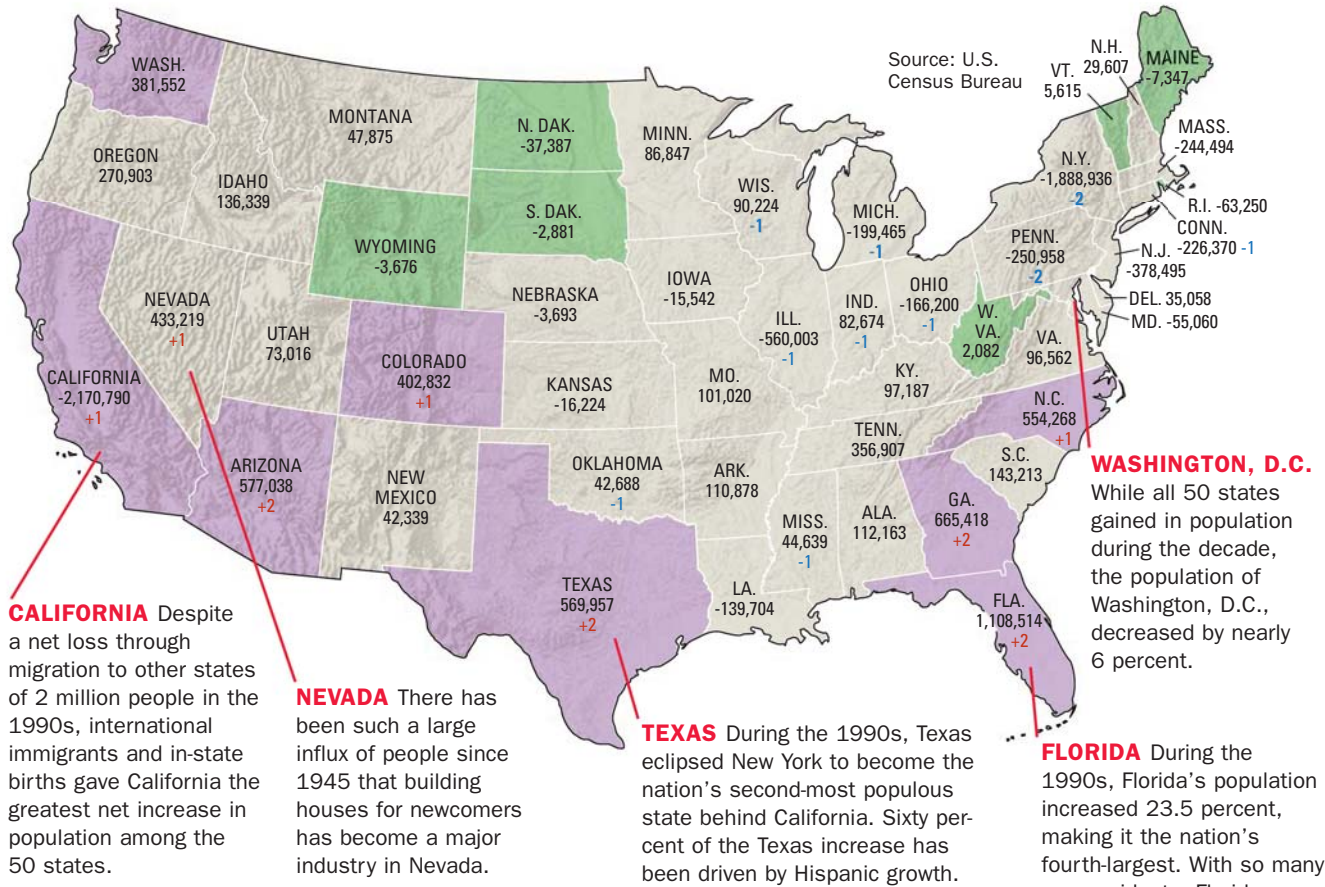 Source: U.S.
Census Bureau
WASH.
381,552
OREGON
270,903
IDAHO
136,339
MONTANA
47,875
WYOMING
-3,676
N. DAK.
-37,387
S. DAK.
-2,881
NEBRASKA
-3,693
KANSAS
-16,224
MINN.
86,847
IOWA
-15,542
WIS.
90,224
-1
MICH.
-199,465
-1
ILL.
-560,003
-1
IND.
82,674
-1
OHIO
-166,200
-1
MO.
101,020
KY.
97,187
TENN.
356,907
W.
VA.
2,082
VA.
96,562
PENN.
-250,958
-2
N.Y.
-1,888,936
-2
VT.
5,615
N.H.
29,607
MAINE
-7,347
MASS.
-244,494
R.I. -63,250
CONN.
-226,370 -1
N.J.
-378,495
DEL. 35,058
MD. -55,060
NEVADA
433,219
+1
UTAH
73,016
COLORADO
402,832
+1
CALIFORNIA
-2,170,790
+1
ARIZONA
577,038
+2
NEW
MEXICO
42,339
OKLAHOMA
42,688
-1
ARK.
110,878
TEXAS
569,957
+2
LA.
-139,704
MISS.
44,639
-1
ALA.
112,163
GA.
665,418
+2
N.C.
554,268
+1
S.C.
143,213
FLA.
1,108,514
+2
CALIFORNIA Despite
a net loss through
migration to other states
of 2 million people in the
1990s, international
immigrants and in-state
births gave California the
greatest net increase in
population among the
50 states.
NEVADA There has
been such a large
influx of people since
1945 that building
houses for newcomers
has become a major
industry in Nevada.
TEXAS During the 1990s, Texas
eclipsed New York to become the
nation's second-most populous
state behind California. Sixty per-
cent of the Texas increase has
been driven by Hispanic growth.
WASHINGTON, D.C.
While all 50 states
gained in population
during the decade,
the population of
Washington, D.C.,
decreased by nearly
6 percent.
FLORIDA During the
1990s, Florida's population
increased 23.5 percent,
making it the nation's
fourth-largest. With so many